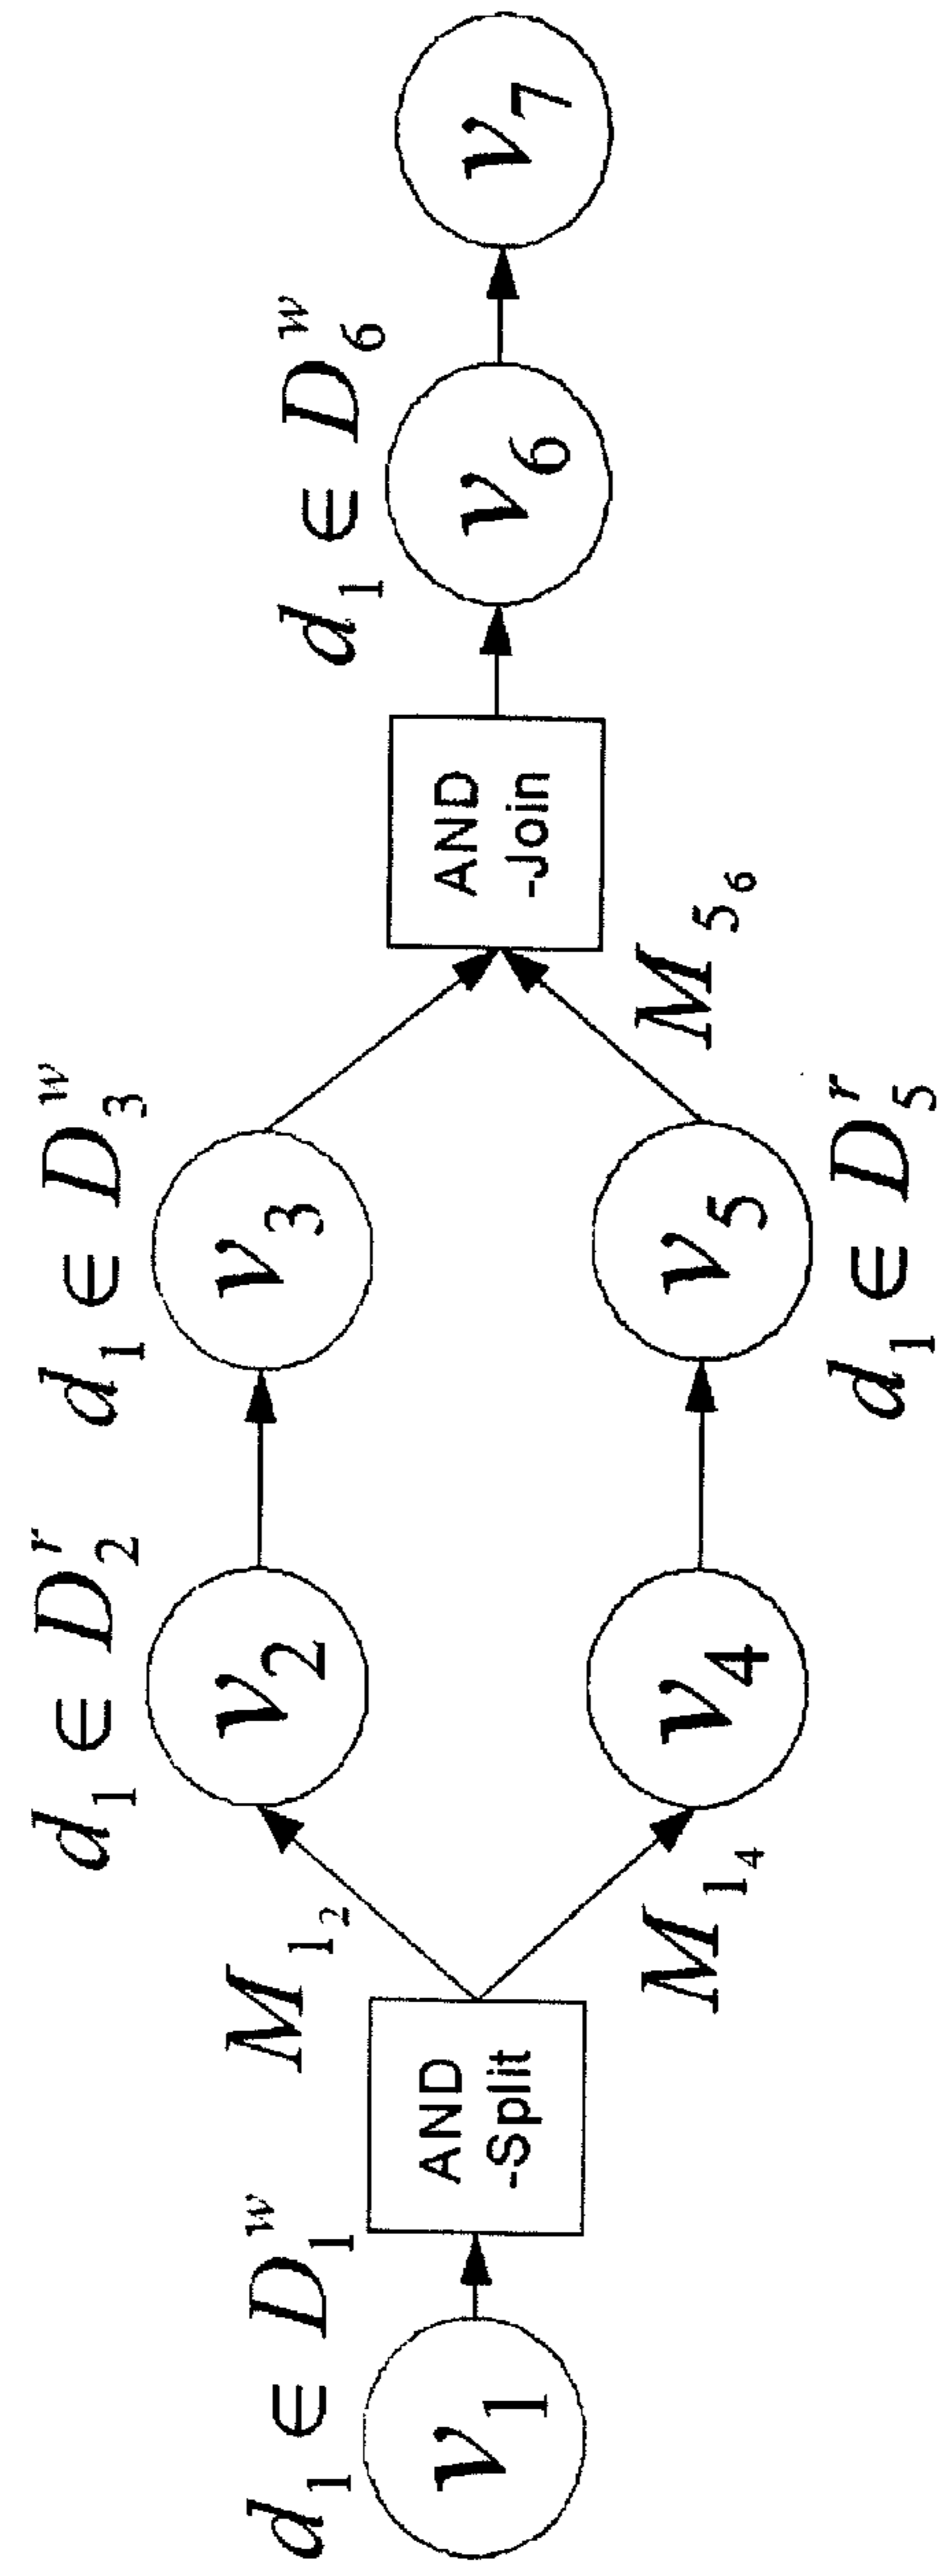 d₁ ∈ D₁ʷ
v₁
AND
-Split
M₁₂
M₁₄
d₁ ∈ D₂ʳ
v₂
v₄
d₁ ∈ D₃ʷ
v₃
v₅
d₁ ∈ D₅ʳ
M₅₆
AND
-Join
d₁ ∈ D₆ʷ
v₆
v₇